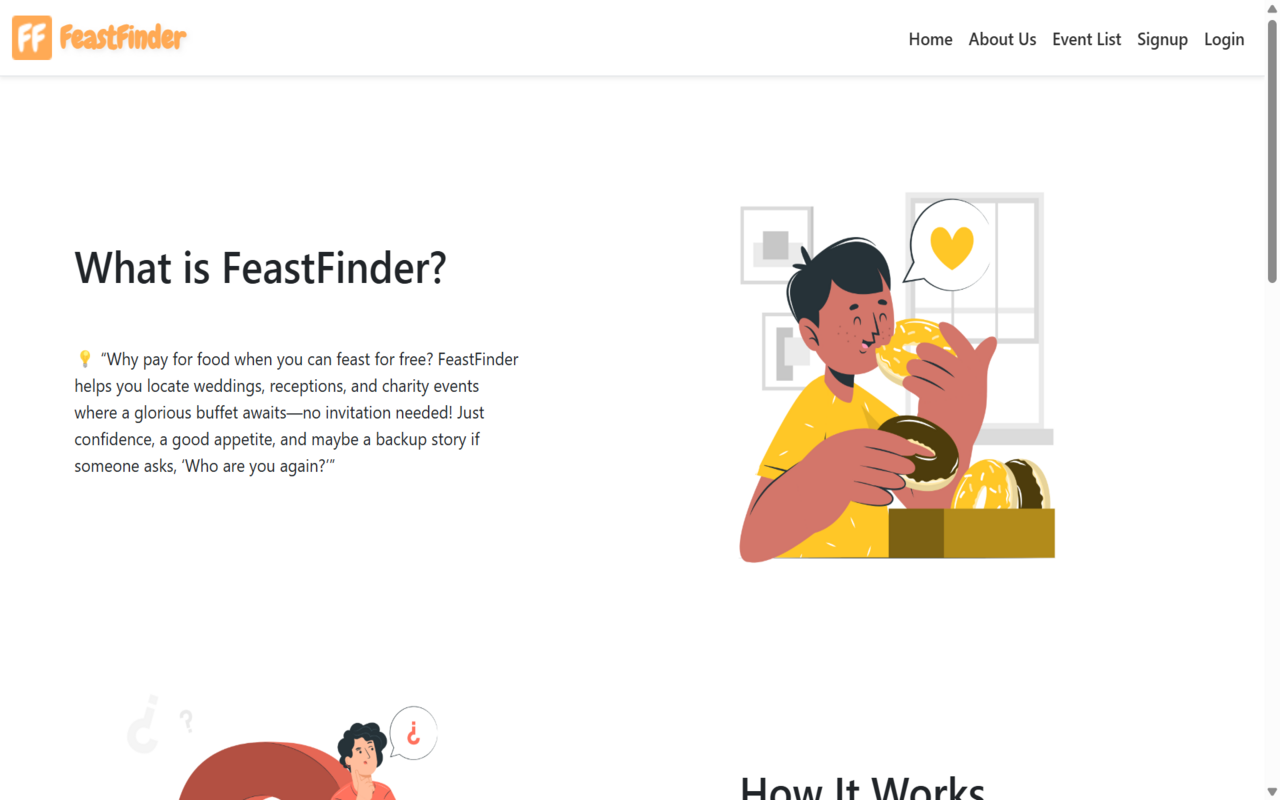 FF FeastFinder
Home About Us Event List Signup Login
What is FeastFinder?
💡 “Why pay for food when you can feast for free? FeastFinder
helps you locate weddings, receptions, and charity events
where a glorious buffet awaits—no invitation needed! Just
confidence, a good appetite, and maybe a backup story if
someone asks, ‘Who are you again?’”
¿ ?
¿
How It Works